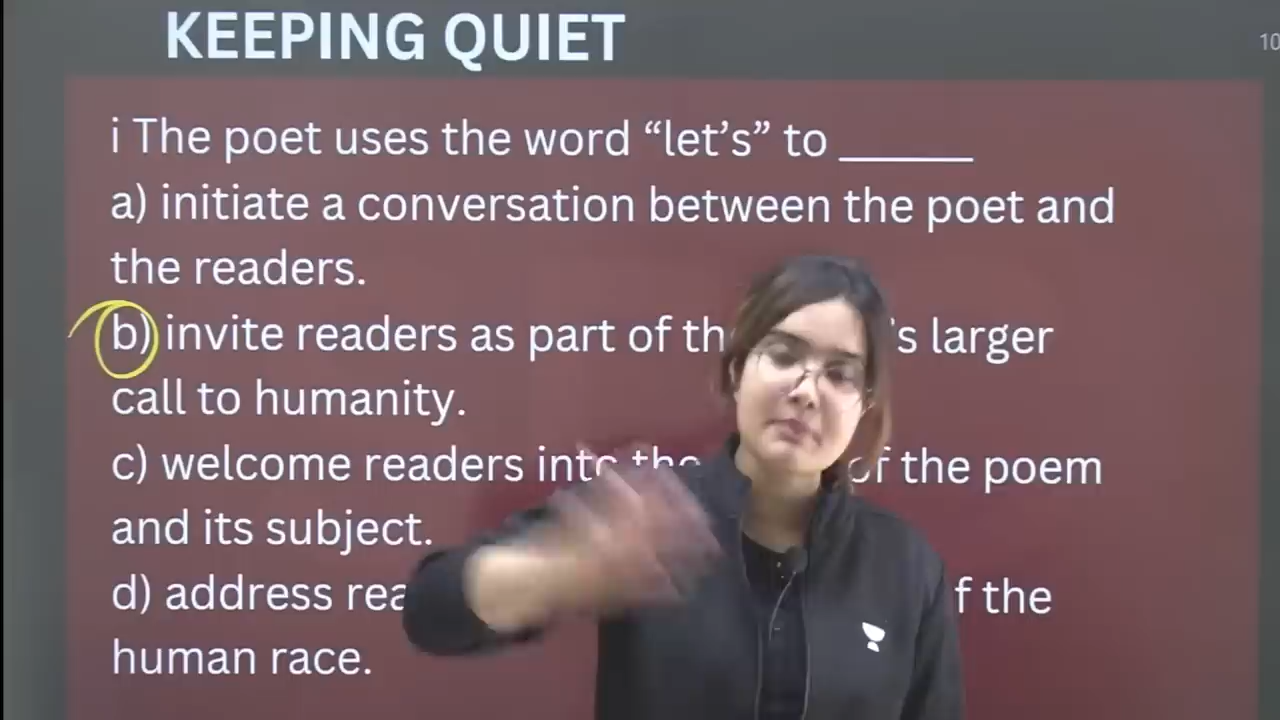 KEEPING QUIET
10
i The poet uses the word “let’s” to ______
a) initiate a conversation between the poet and
the readers.
b) invite readers as part of ’s larger
call to humanity.
c) welcome readers into the of the poem
and its subject.
d) address of the
human race.